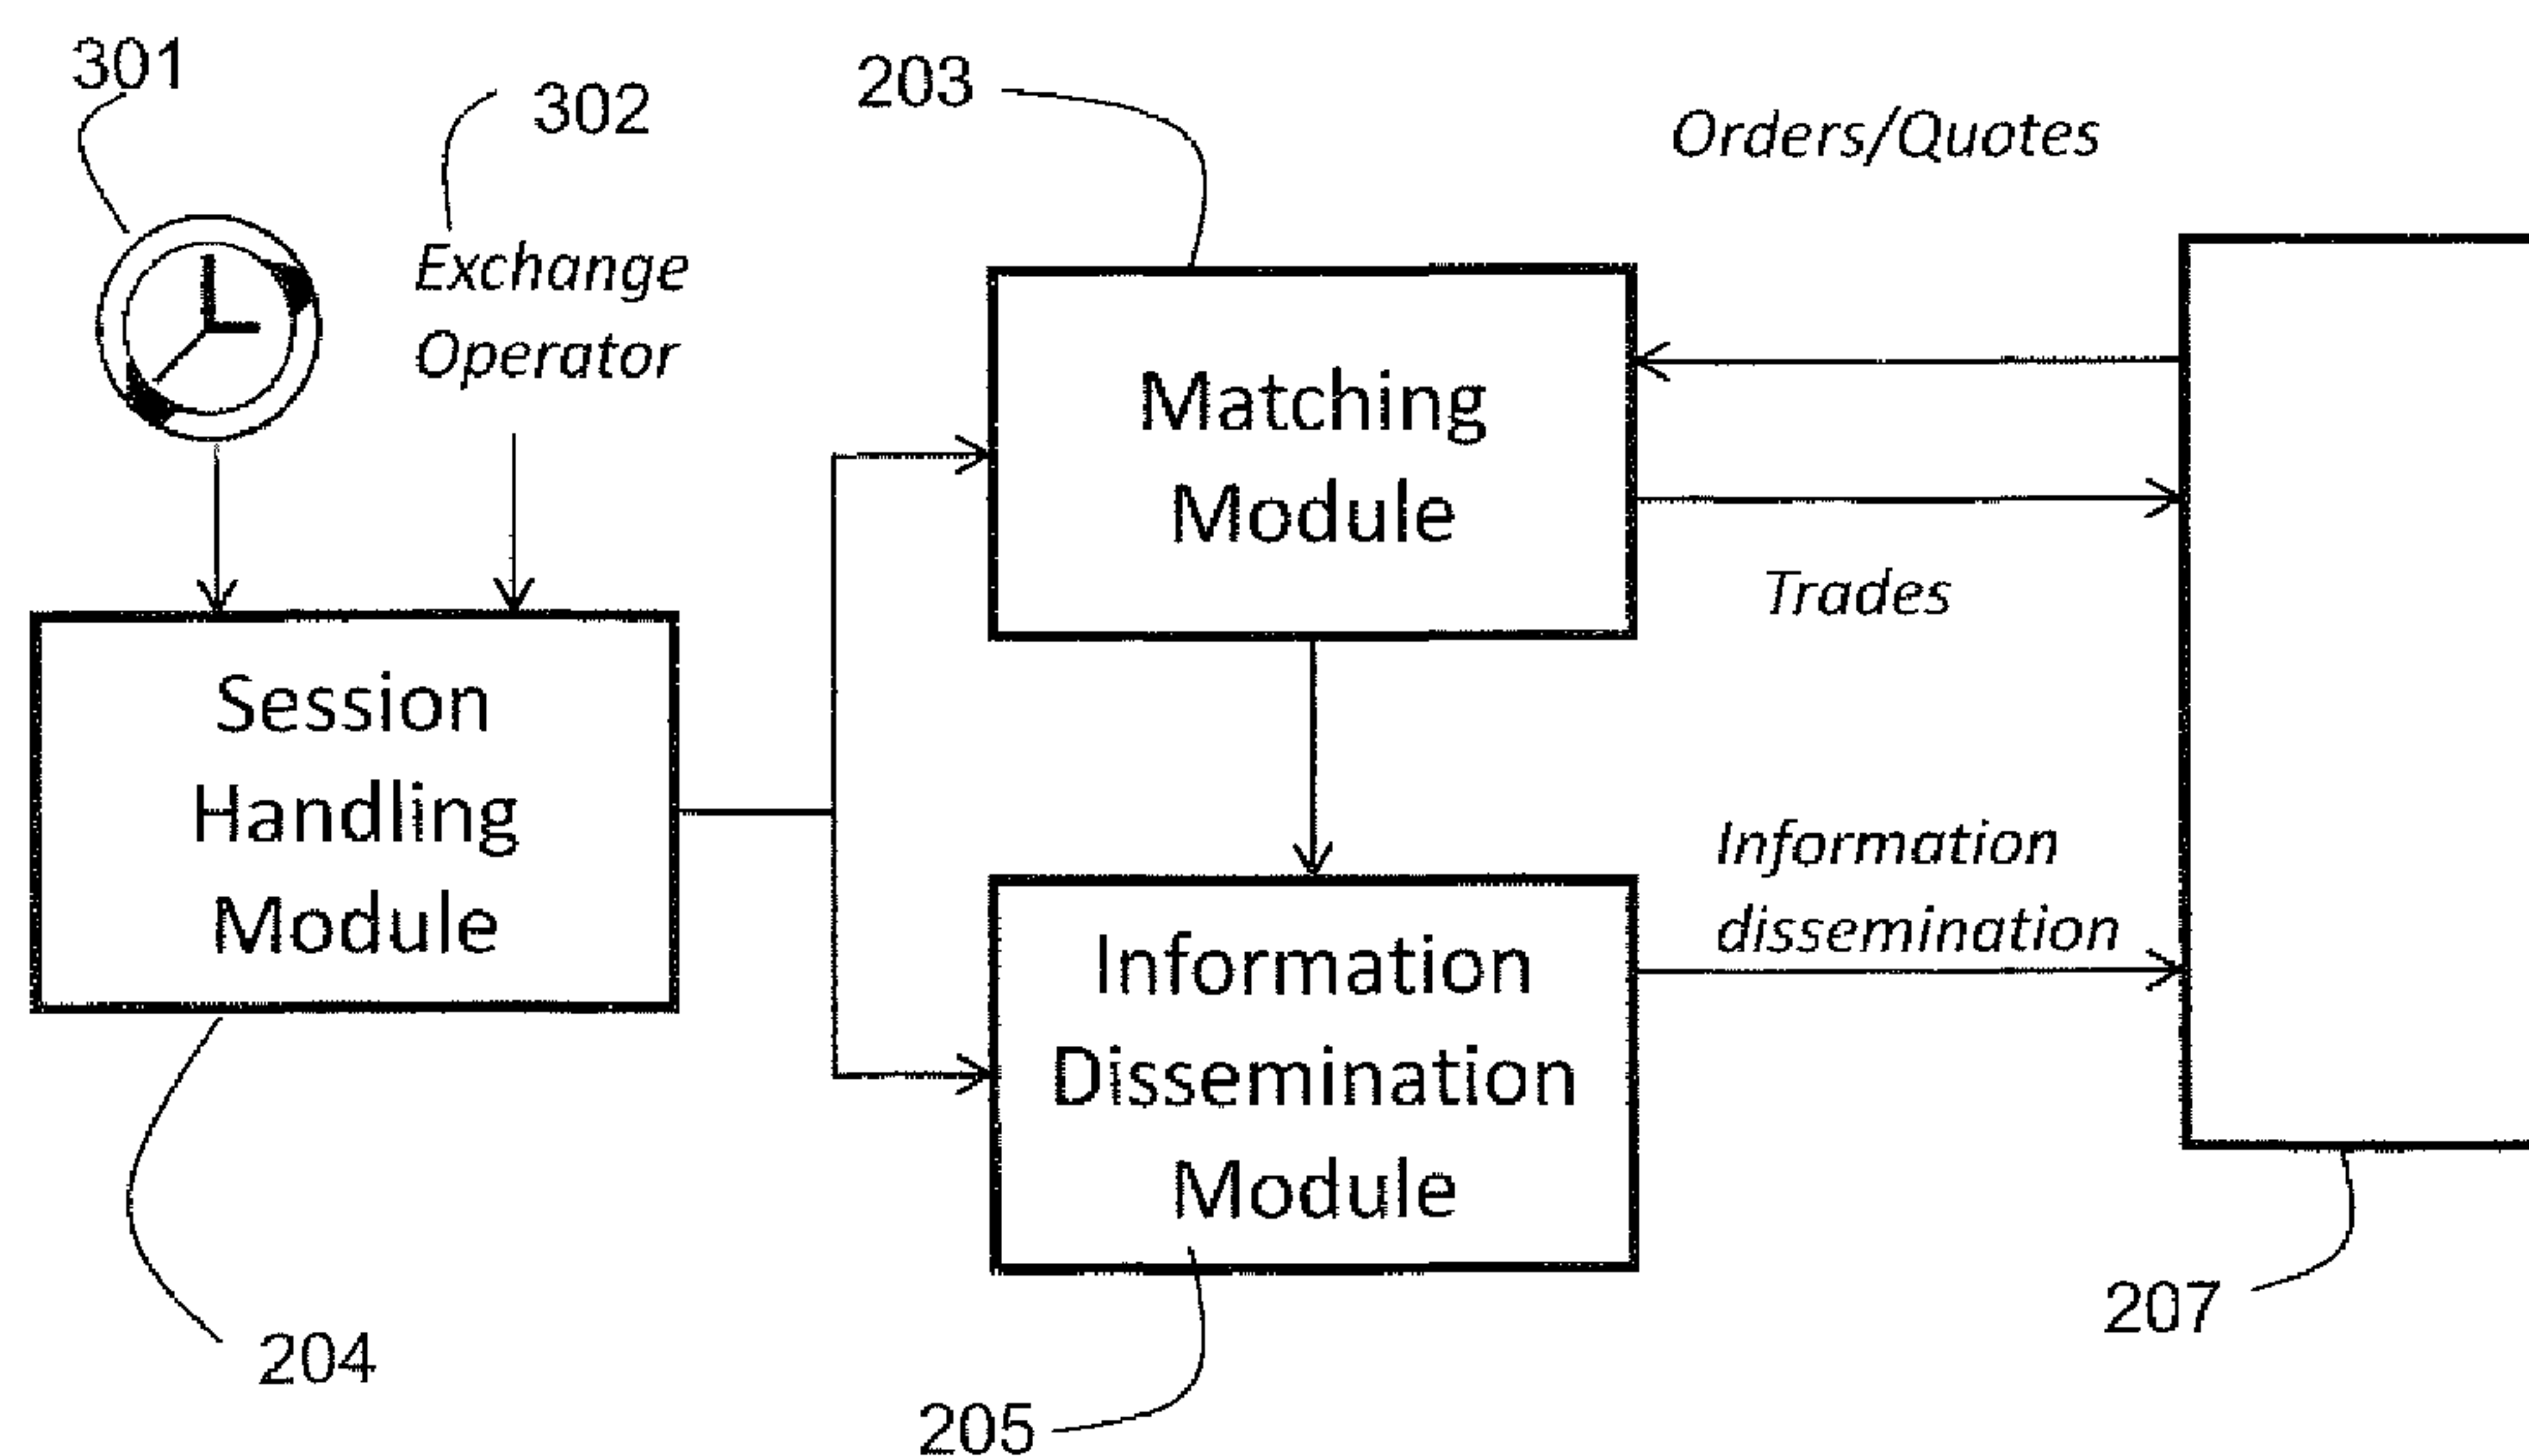 301
302
203
Orders/Quotes
Exchange
Operator
Matching
Module
Trades
Session
Handling
Module
Information
dissemination
Information
Dissemination
Module
204
205
207